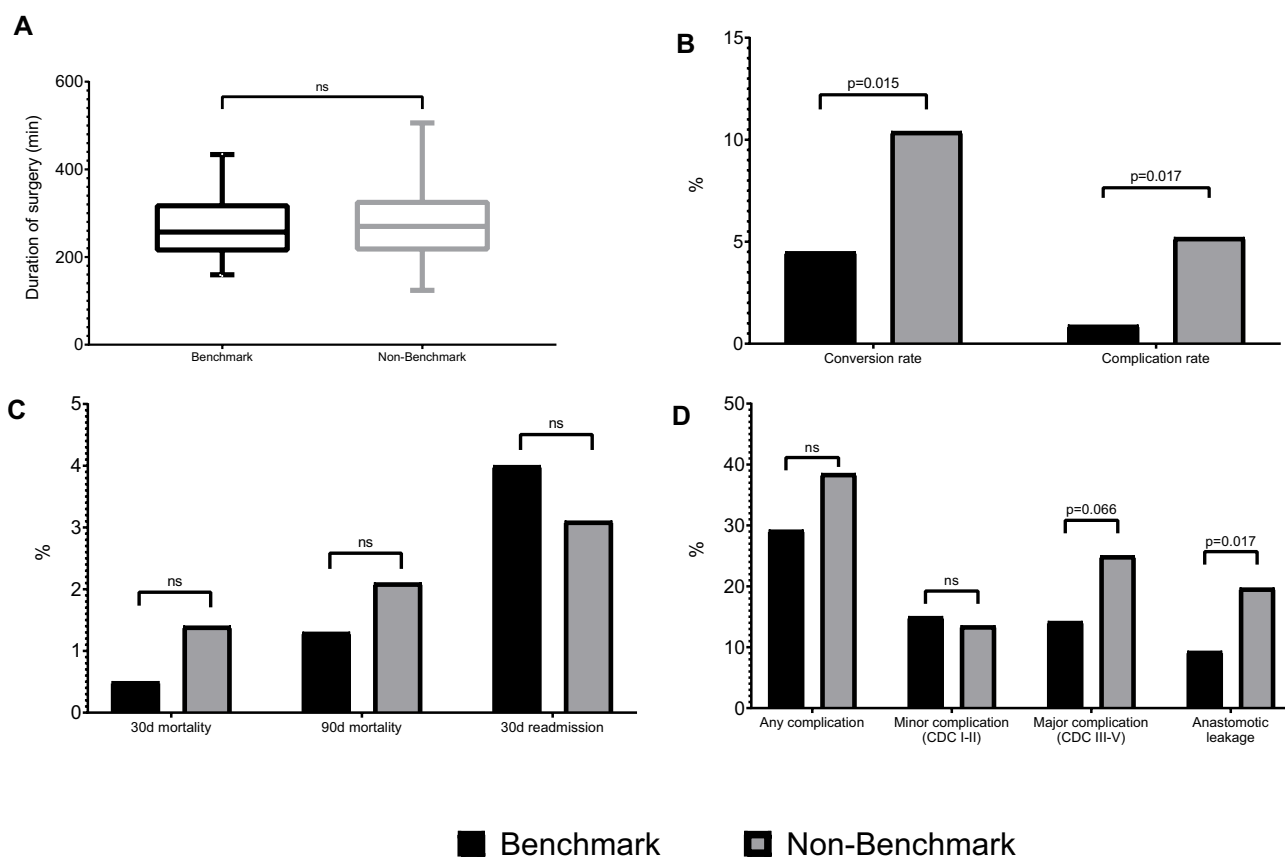 A
Duration of surgery (min)
600
400
200
0
ns
Benchmark
Non-Benchmark
B
%
15
10
5
0
p=0.015
p=0.017
Conversion rate
Complication rate
C
%
5
4
3
2
1
0
ns
ns
ns
30d mortality
90d mortality
30d readmission
D
%
50
40
30
20
10
0
ns
ns
p=0.066
p=0.017
Any complication
Minor complication
(CDC I-II)
Major complication
(CDC III-V)
Anastomotic
leakage
Benchmark
Non-Benchmark